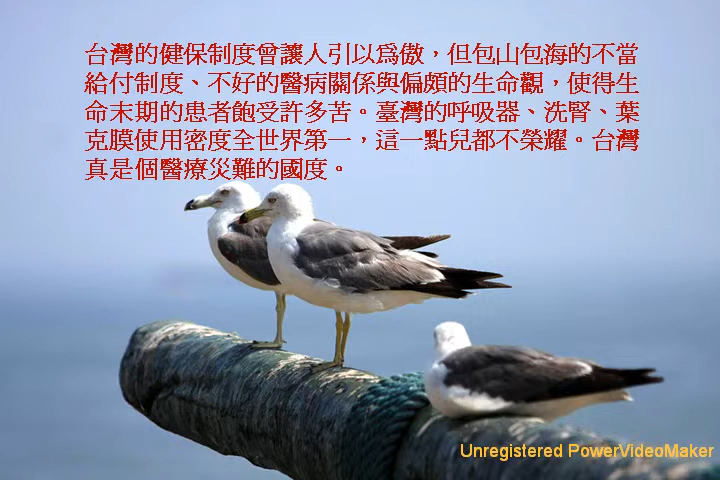 台灣的健保制度曾讓人引以爲傲，但包山包海的不當
給付制度、不好的醫病關係與偏頗的生命觀，使得生
命末期的患者飽受許多苦。臺灣的呼吸器、洗腎、葉
克膜使用密度全世界第一，這一點兒都不榮耀。台灣
真是個醫療災難的國度。
Unregistered PowerVideoMaker